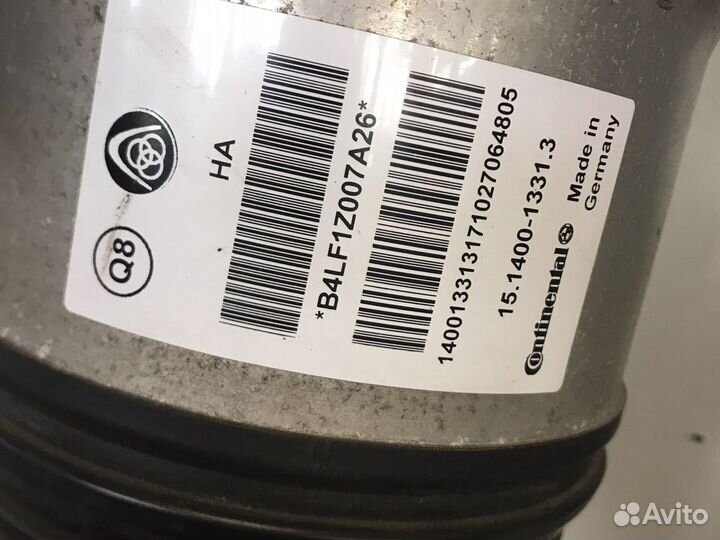 Q8
HA
*B4LF1Z007A26*
140013313171027064805
15.1400-1331.3
Continental
Made in
Germany
Avito